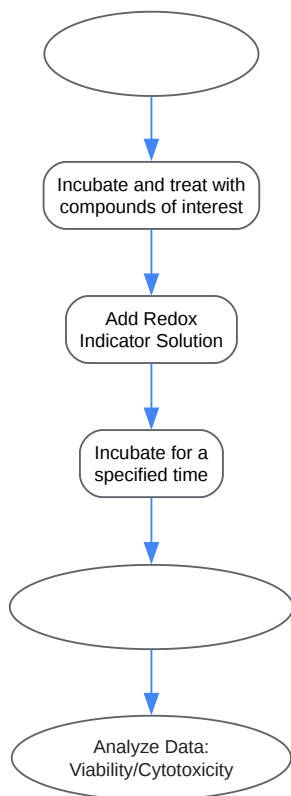 Incubate and treat with
compounds of interest
Add Redox
Indicator Solution
Incubate for a
specified time
Analyze Data:
Viability/Cytotoxicity